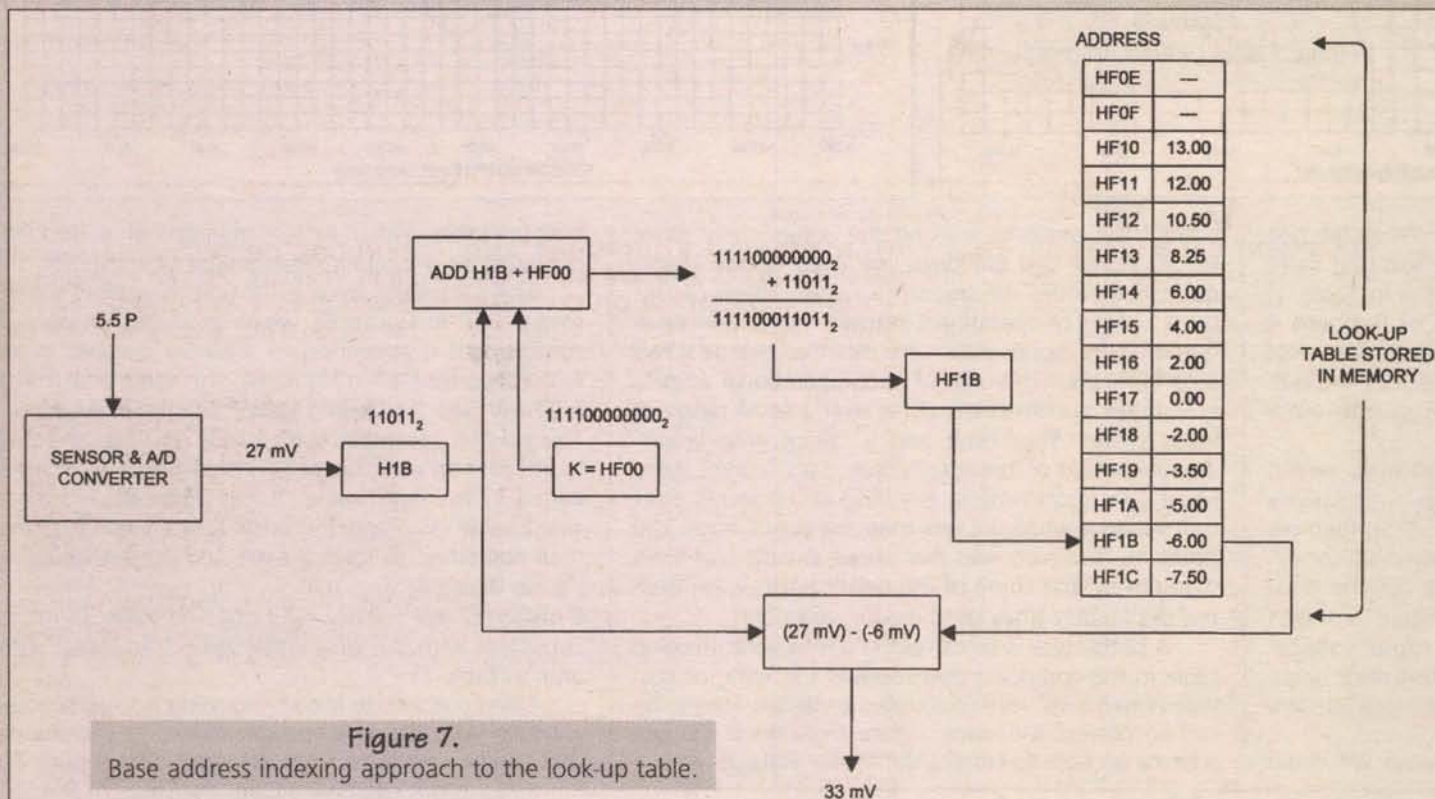 ADDRESS
HF0E —
HF0F —
HF10 13.00
HF11 12.00
HF12 10.50
HF13 8.25
HF14 6.00
HF15 4.00
HF16 2.00
HF17 0.00
HF18 -2.00
HF19 -3.50
HF1A -5.00
HF1B -6.00
HF1C -7.50
LOOK-UP
TABLE STORED
IN MEMORY
ADD H1B + HF00
111100000000₂
+ 11011₂
111100011011₂
HF1B
5.5 P
SENSOR & A/D
CONVERTER
27 mV
11011₂
H1B
111100000000₂
K = HF00
(27 mV) - (-6 mV)
33 mV
Figure 7.
Base address indexing approach to the look-up table.